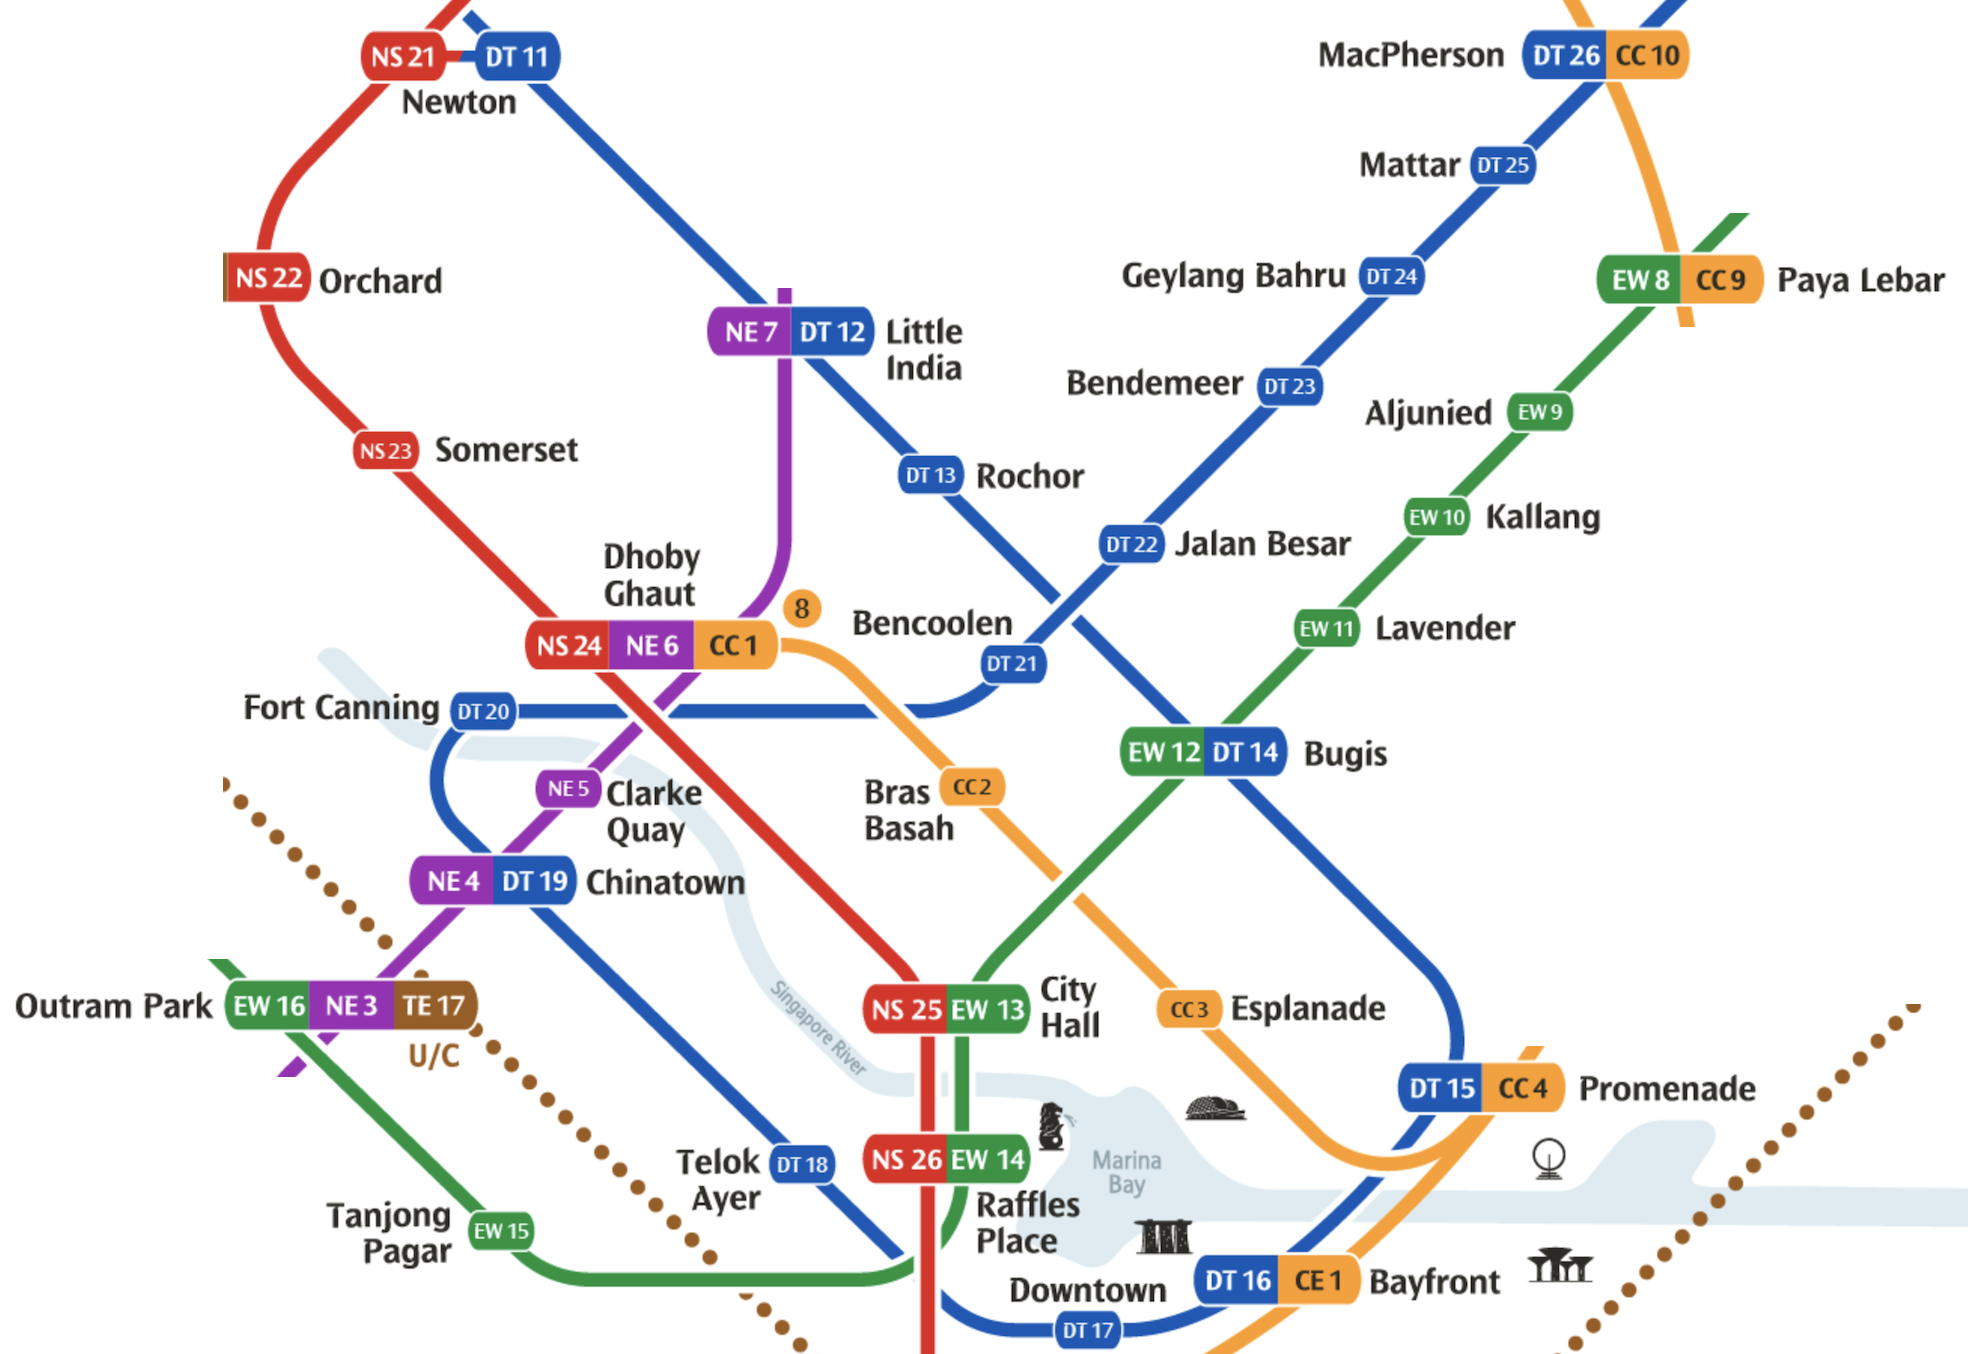 NS 21
DT 11
Newton
MacPherson
DT 26
CC 10
Mattar
DT 25
NS 22
Orchard
Geylang Bahru
DT 24
EW 8
CC 9
Paya Lebar
NE 7
DT 12
Little
India
Bendemeer
DT 23
Aljunied
EW 9
NS 23
Somerset
DT 13
Rochor
EW 10
Kallang
DT 22
Jalan Besar
Dhoby
Ghaut
8
NS 24
NE 6
CC 1
Bencoolen
DT 21
EW 11
Lavender
Fort Canning
DT 20
EW 12
DT 14
Bugis
NE 5
Clarke
Quay
Bras
Basah
CC 2
NE 4
DT 19
Chinatown
Outram Park
EW 16
NE 3
TE 17
U/C
Singapore River
NS 25
EW 13
City
Hall
CC 3
Esplanade
DT 15
CC 4
Promenade
Telok
Ayer
DT 18
NS 26
EW 14
Raffles
Place
Marina
Bay
Tanjong
Pagar
EW 15
Downtown
DT 17
DT 16
CE 1
Bayfront